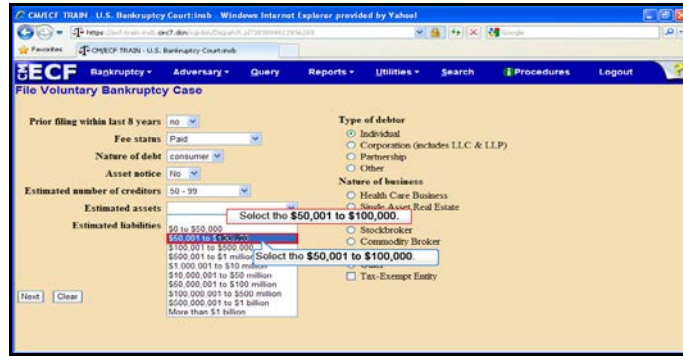 CM/ECF TRAIN - U.S. Bankruptcy Court:insb - Windows Internet Explorer provided by Yahoo!
Favorites CM/ECF TRAIN - U.S. Bankruptcy Court:insb
ECF Bankruptcy Adversary Query Reports Utilities Search Procedures Logout ?
File Voluntary Bankruptcy Case
Prior filing within last 8 years no
Fee status Paid
Nature of debt consumer
Asset notice No
Estimated number of creditors 50 - 99
Estimated assets
Estimated liabilities
$0 to $50,000
$50,001 to $100,000
$100,001 to $500,000
$500,001 to $1 million
$1,000,001 to $10 million
$10,000,001 to $50 million
$50,000,001 to $100 million
$100,000,001 to $500 million
$500,000,001 to $1 billion
More than $1 billion
Type of debtor
Individual
Corporation (includes LLC & LLP)
Partnership
Other
Nature of business
Health Care Business
Single Asset Real Estate
Stockbroker
Commodity Broker
Other
Tax-Exempt Entity
Select the $50,001 to $100,000.
Select the $50,001 to $100,000.
Next Clear